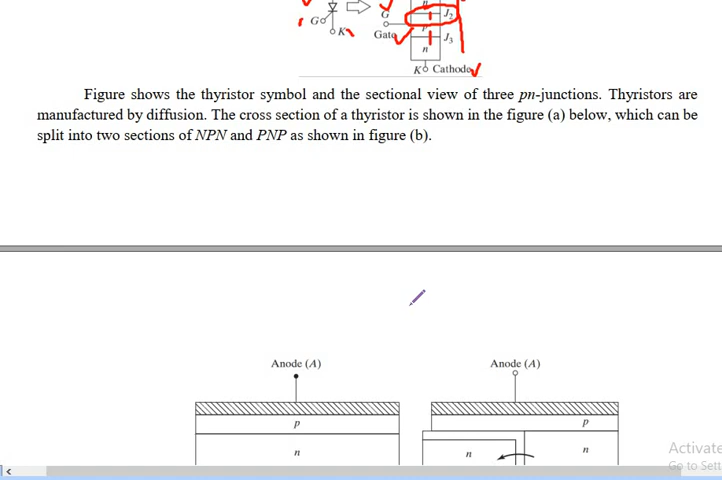 n
G
J2
G
K
Gate
p
J3
n
K Cathode
Figure shows the thyristor symbol and the sectional view of three pn-junctions. Thyristors are
manufactured by diffusion. The cross section of a thyristor is shown in the figure (a) below, which can be
split into two sections of NPN and PNP as shown in figure (b).
Anode (A) Anode (A)
p p
n n n
Activate
Go to Sett